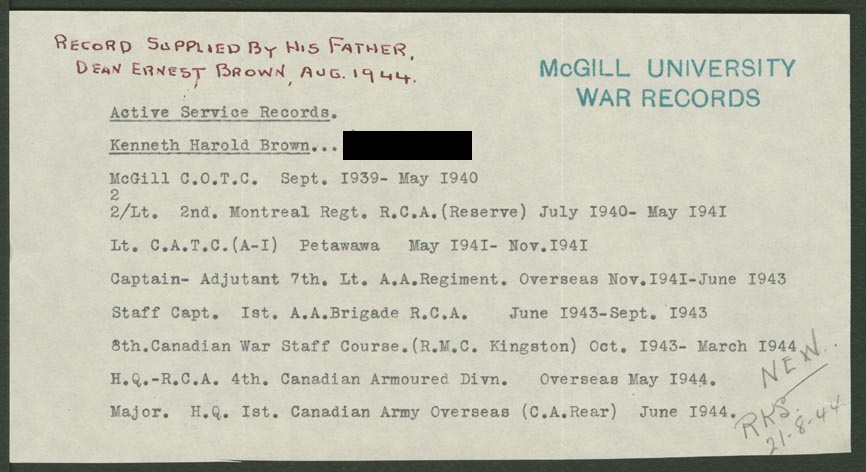 RECORD SUPPLIED BY HIS FATHER,
DEAN ERNEST BROWN, AUG. 1944.
McGILL UNIVERSITY
WAR RECORDS
Active Service Records.
Kenneth Harold Brown...
McGill C.O.T.C. Sept. I939- May I940
2
2/Lt. 2nd. Montreal Regt. R.C.A.(Reserve) July I940- May I94I
Lt. C.A.T.C.(A-I) Petawawa May I94I- Nov.I94I
Captain- Adjutant 7th. Lt. A.A.Regiment. Overseas Nov.I94I-June I943
Staff Capt. Ist. A.A.Brigade R.C.A. June I943-Sept. I943
8th.Canadian War Staff Course.(R.M.C. Kingston) Oct. I943- March I944
H.Q.-R.C.A. 4th. Canadian Armoured Divn. Overseas May I944.
Major. H.Q. Ist. Canadian Army Overseas (C.A.Rear) June I944.
NEW
RKS.
21-8-44